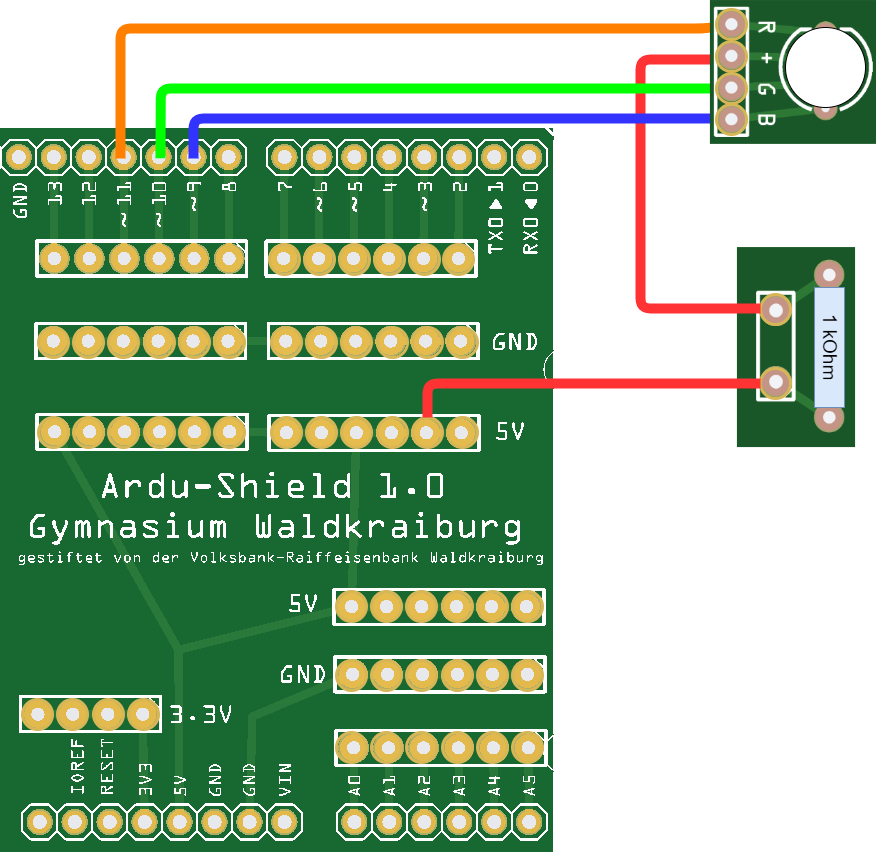 R
+
G
B
GND
13
12
~11
~10
~9
8
7
~6
~5
4
~3
2
TXO▶1
RXO◀0
GND
1 kOhm
5V
Ardu-Shield 1.0
Gymnasium Waldkraiburg
gestiftet von der Volksbank-Raiffeisenbank Waldkraiburg
5V
GND
3.3V
IOREF
RESET
3V3
5V
GND
GND
VIN
A0
A1
A2
A3
A4
A5